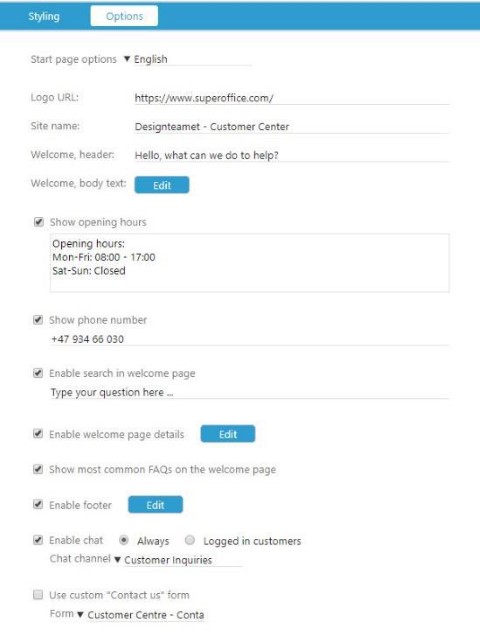 Styling Options
Start page options ▼ English
Logo URL: https://www.superoffice.com/
Site name: Designteamet - Customer Center
Welcome, header: Hello, what can we do to help?
Welcome, body text: Edit
Show opening hours
Opening hours:
Mon-Fri: 08:00 - 17:00
Sat-Sun: Closed
Show phone number
+47 934 66 030
Enable search in welcome page
Type your question here ...
Enable welcome page details Edit
Show most common FAQs on the welcome page
Enable footer Edit
Enable chat Always Logged in customers
Chat channel ▼ Customer Inquiries
Use custom "Contact us" form
Form ▼ Customer Centre - Conta